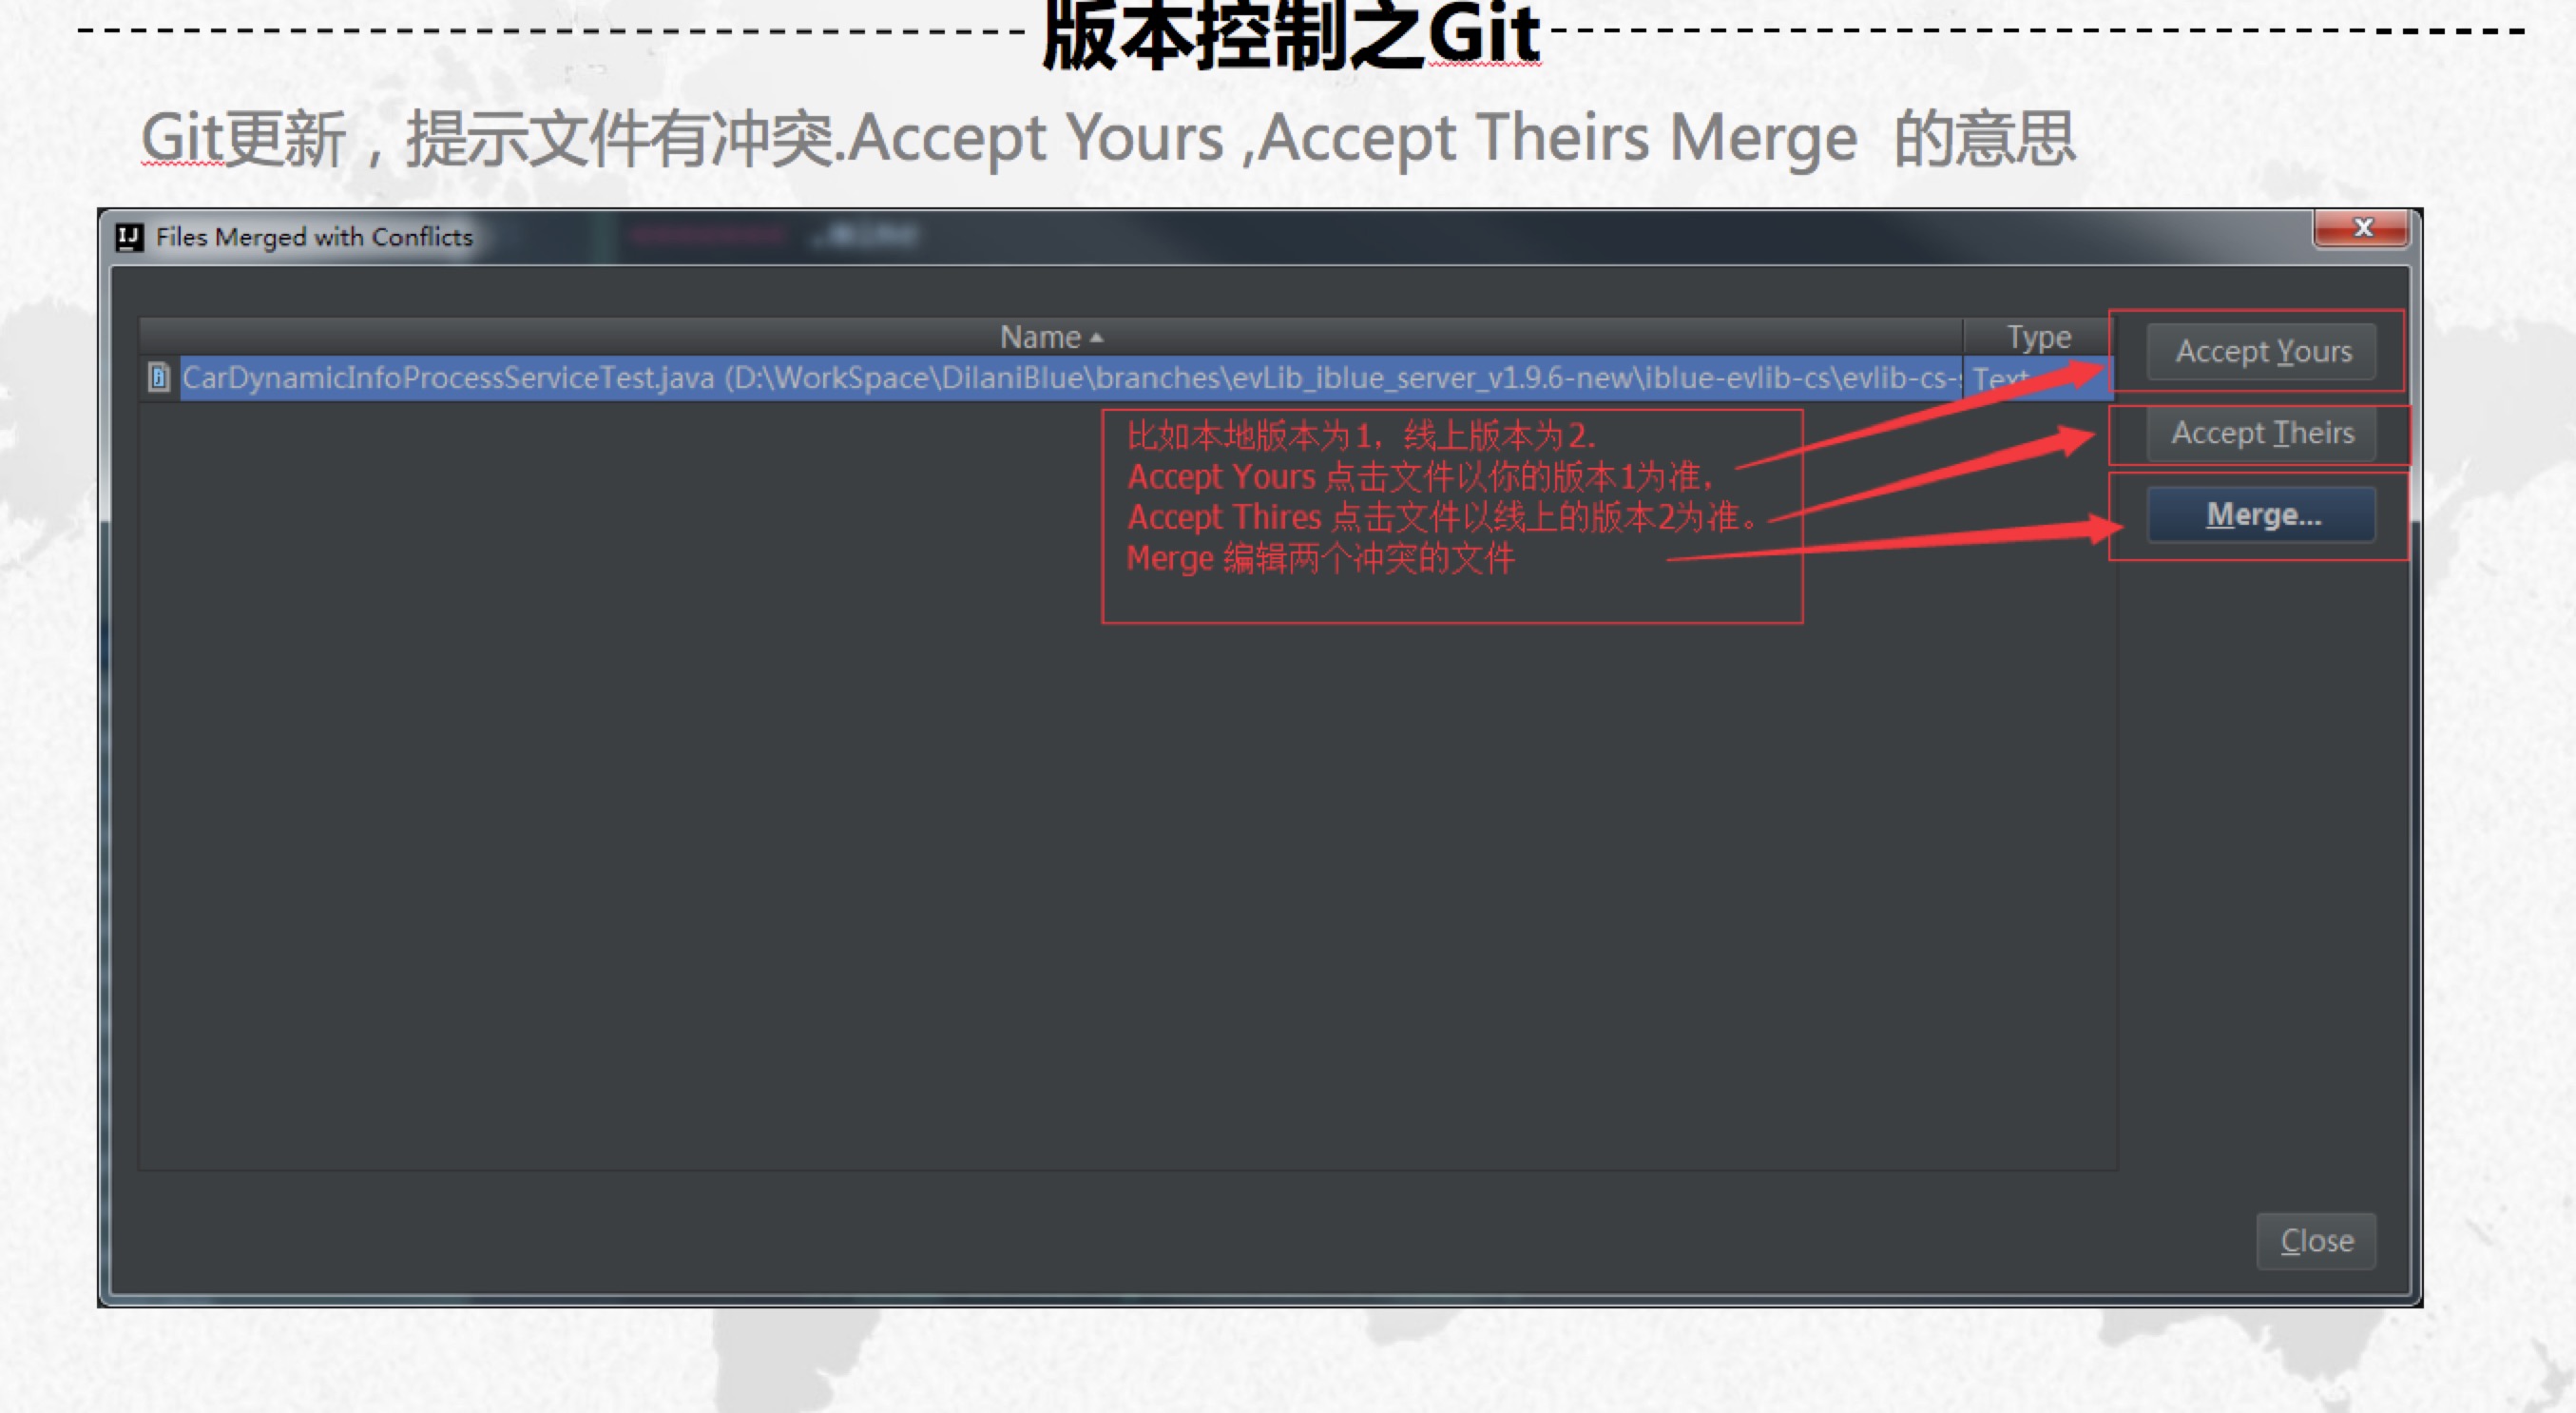 版本控制之Git
Git更新，提示文件有冲突.Accept Yours ,Accept Theirs Merge 的意思
Files Merged with Conflicts
.mine
Name
Type
Accept Yours
CarDynamicInfoProcessServiceTest.java (D:\WorkSpace\DilaniBlue\branches\evLib_iblue_server_v1.9.6-new\iblue-evlib-cs\evlib-cs-s
Text
比如本地版本为1，线上版本为2.
Accept Theirs
Accept Yours 点击文件以你的版本1为准，
Accept Thires 点击文件以线上的版本2为准。
Merge...
Merge 编辑两个冲突的文件
Close